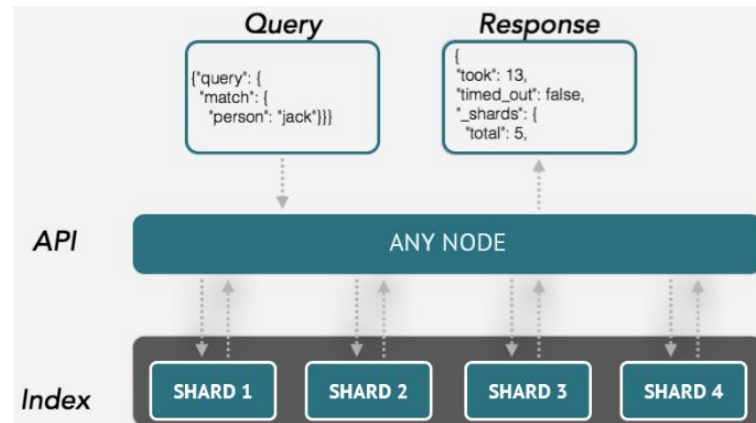 Query
Response
{"query": {
"match": {
"person": "jack"}}}
{
"took": 13,
"timed_out": false,
"_shards": {
"total": 5,
API
ANY NODE
Index
SHARD 1
SHARD 2
SHARD 3
SHARD 4